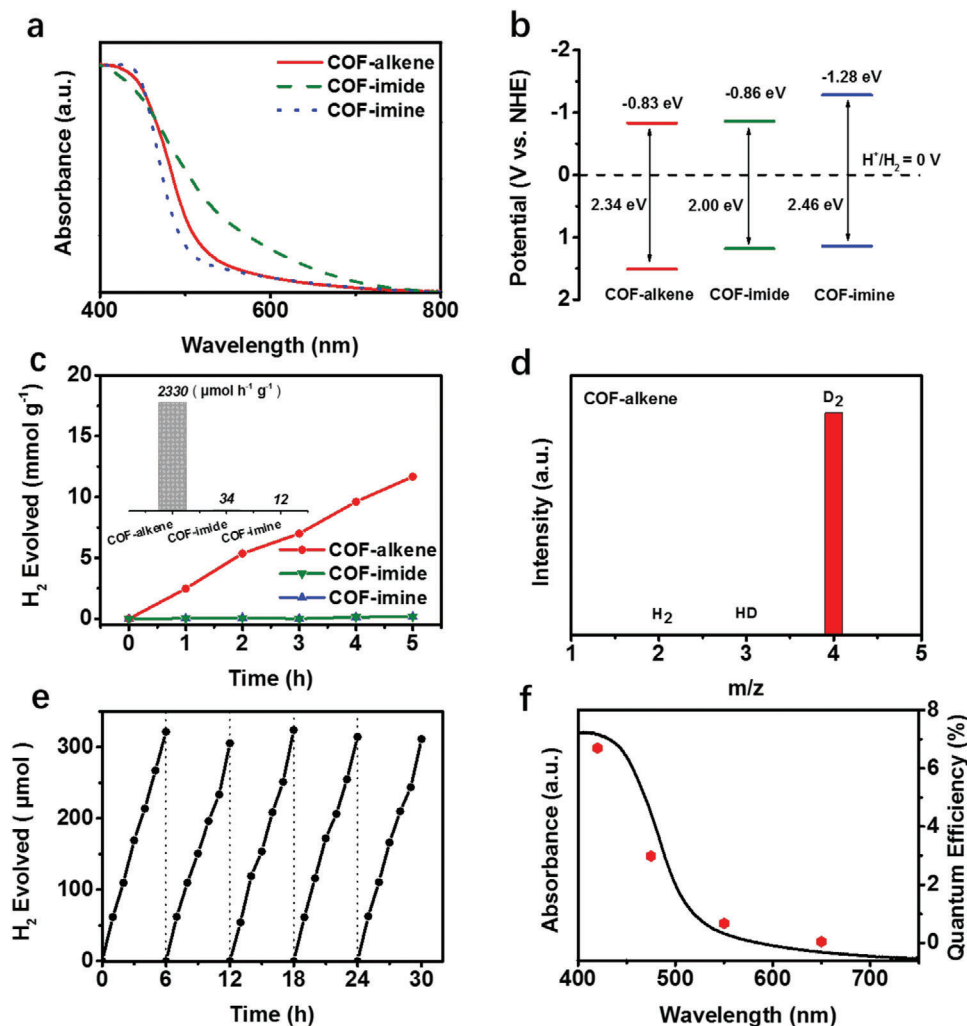 a
COF-alkene
COF-imide
COF-imine
Absorbance (a.u.)
400 600 800
Wavelength (nm)
b
-2
-1
0
1
2
Potential (V vs. NHE)
-0.83 eV
-0.86 eV
-1.28 eV
H⁺/H₂ = 0 V
2.34 eV
2.00 eV
2.46 eV
COF-alkene
COF-imide
COF-imine
c
20
15
10
5
0
H₂ Evolved (mmol g⁻¹)
2330 ( μmol h⁻¹ g⁻¹)
34
12
COF-alkene
COF-imide
COF-imine
COF-alkene
COF-imide
COF-imine
0 1 2 3 4 5
Time (h)
d
COF-alkene
D₂
Intensity (a.u.)
H₂
HD
1 2 3 4 5
m/z
e
300
200
100
0
H₂ Evolved ( μmol )
0 6 12 18 24 30
Time (h)
f
Absorbance (a.u.)
8
6
4
2
0
Quantum Efficiency (%)
400 500 600 700
Wavelength (nm)